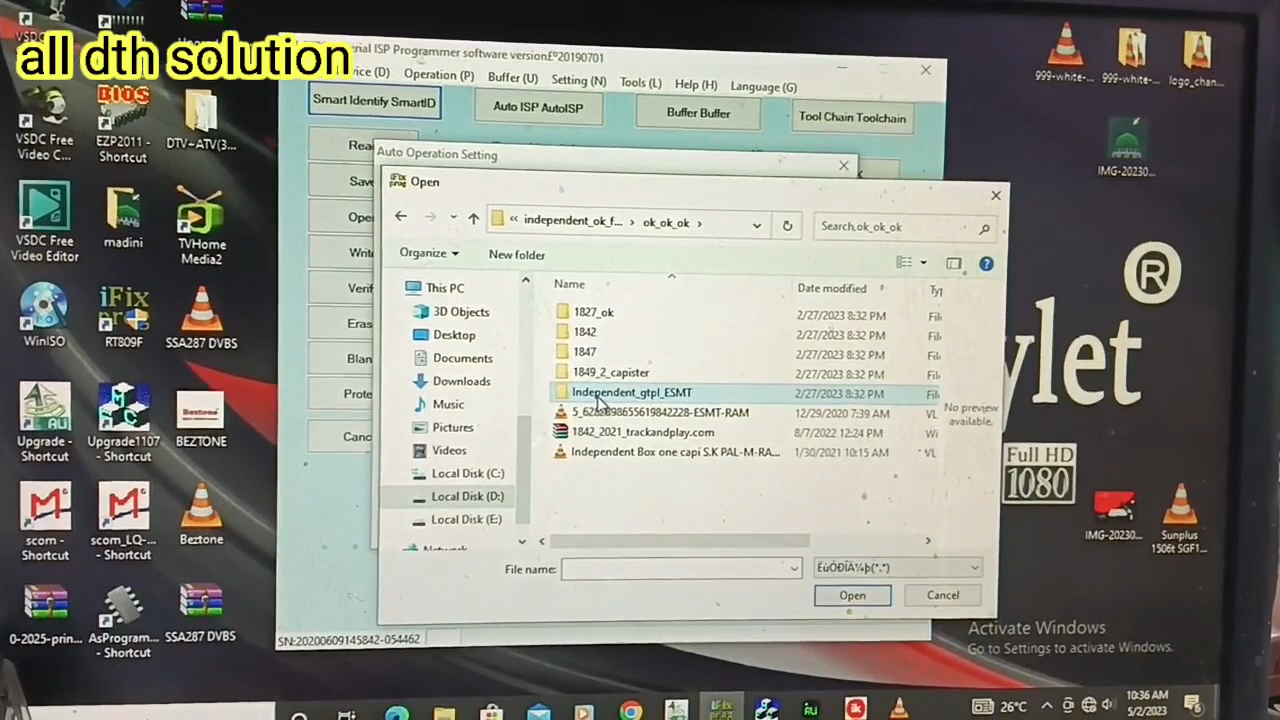 all dth solution
erial ISP Programmer software version£º20190701
ice (D) Operation (P) Buffer (U) Setting (N) Tools (L) Help (H) Language (G)
Smart Identify SmartID
Auto ISP AutoISP
Buffer Buffer
Tool Chain Toolchain
Rea
Sav
Ope
Writ
Verif
Eras
Blan
Prote
Canc
Auto Operation Setting
Open
« independent_ok_f... › ok_ok_ok ›
Search ok_ok_ok
Organize
New folder
This PC
3D Objects
Desktop
Documents
Downloads
Music
Pictures
Videos
Local Disk (C:)
Local Disk (D:)
Local Disk (E:)
Network
Name Date modified Ty
1827_ok 2/27/2023 8:32 PM Fil
1842 2/27/2023 8:32 PM Fil
1847 2/27/2023 8:32 PM Fil
1849_2_capister 2/27/2023 8:32 PM Fil
Independent_gtpl_ESMT 2/27/2023 8:32 PM Fil
-ESMT-RAM 12/29/2020 7:39 AM VL
1842_2021_trackandplay.com 8/7/2022 12:24 PM Wi
Independent Box one capi S.K PAL-M-RA... 1/30/2021 10:15 AM VL
No preview
available.
File name:
ËùÓÐÎÄ¼þ(*.*)
Open
Cancel
SN:20200609145842-054462
VSDC Free
Video C...
BIOS
EZP2011 -
Shortcut
DTV-ATV(3...
VSDC Free
Video Editor
madini
TVHome
Media2
WinISO
iFix
pro
RT809F
SSA287 DVBS
Upgrade -
Shortcut
Upgrade1107
- Shortcut
Beztone
BEZTONE
scom -
Shortcut
scom_LQ-...
- Shortcut
Beztone
0-2025-prin...
AsProgram...
- Shortcut
SSA287 DVBS
999-white-...
999-white-...
logo_chan...
IMG-20230...
®
ylet
Full HD
1080
IMG-20230...
Sunplus
1506t SGF1...
Activate Windows
Go to Settings to activate Windows.
26°C
10:36 AM
5/2/2023